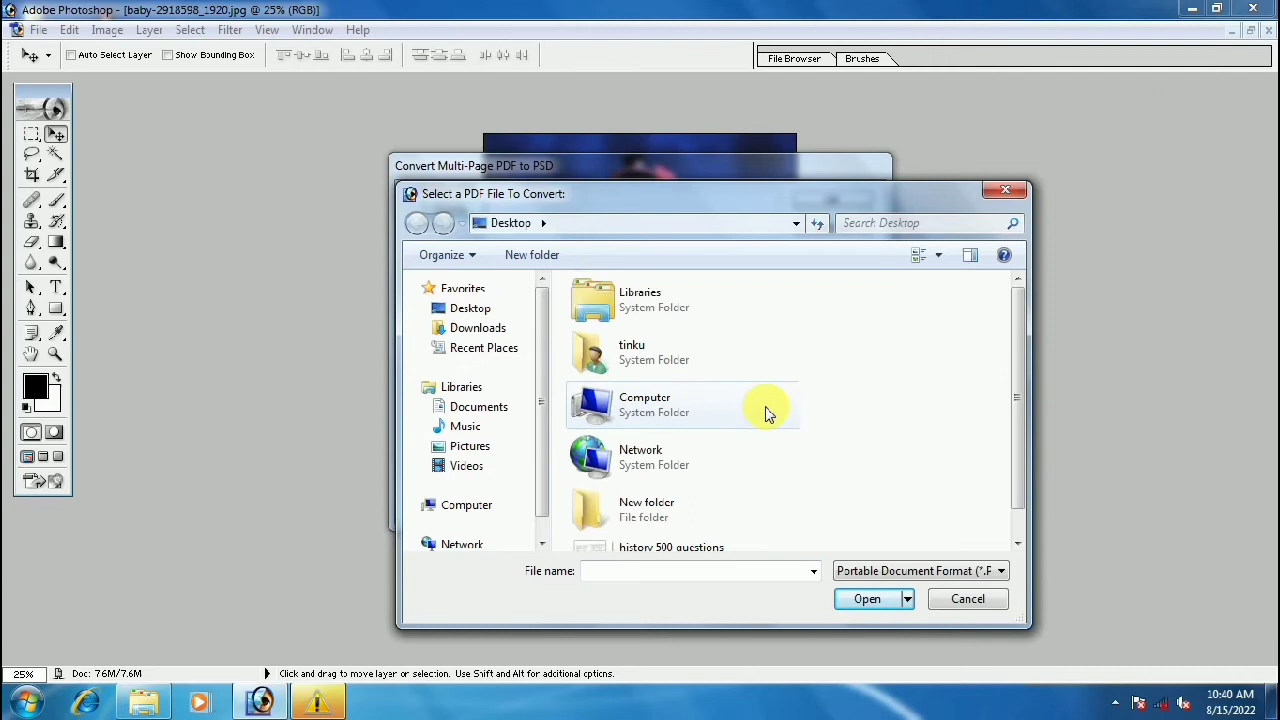 Adobe Photoshop - [baby-2918598_1920.jpg @ 25% (RGB)]
File Edit Image Layer Select Filter View Window Help
Auto Select Layer Show Bounding Box File Browser Brushes
Convert Multi-Page PDF to PSD
Select a PDF File To Convert:
Desktop Search Desktop
Organize New folder
Favorites
Desktop
Downloads
Recent Places
Libraries
Documents
Music
Pictures
Videos
Computer
Network
Libraries
System Folder
tinku
System Folder
Computer
System Folder
Network
System Folder
New folder
File folder
history 500 questions
File name: Portable Document Format (*.P
Open Cancel
25% Doc: 7.6M/7.6M Click and drag to move layer or selection. Use Shift and Alt for additional options.
10:40 AM
8/15/2022